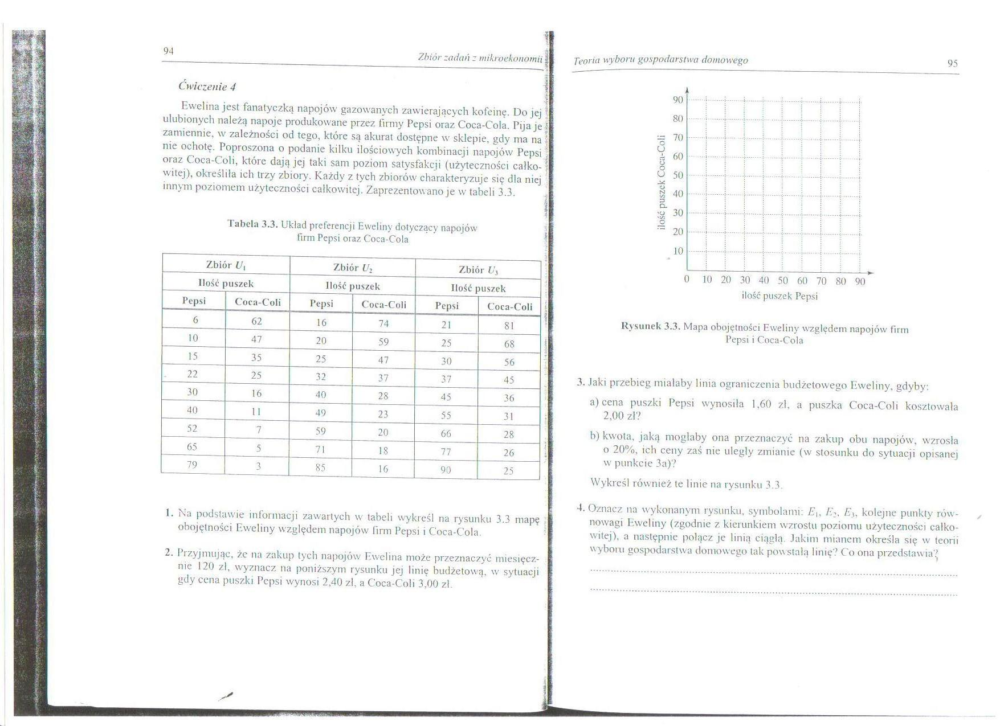 94
Zbiór zadań z mikroekonomii
Ćwiczenie 4
Ewelina jest fanatyczką napojów gazowanych zawierających kofeinę. Do jej
ulubionych należą napoje produkowane przez firmy Pepsi oraz Coca-Cola. Pija je
zamiennie, w zależności od tego, które są akurat dostępne w sklepie, gdy ma na
nie ochotę. Poproszona o podanie kilku ilościowych kombinacji napojów Pepsi
oraz Coca-Coli, które dają jej taki sam poziom satysfakcji (użyteczności całko-
witej), określiła ich trzy zbiory. Każdy z tych zbiorów charakteryzuje się dla niej
innym poziomem użyteczności całkowitej. Zaprezentowano je w tabeli 3.3.
Tabela 3.3. Układ preferencji Eweliny dotyczący napojów
firm Pepsi oraz Coca-Cola
Zbiór U₁ Zbiór U₂ Zbiór U₃
Ilość puszek Ilość puszek Ilość puszek
Pepsi Coca-Coli Pepsi Coca-Coli Pepsi Coca-Coli
6 62 16 74 21 81
10 47 20 59 25 68
15 35 25 47 30 56
22 25 32 37 37 45
30 16 40 28 45 36
40 11 49 23 55 31
52 7 59 20 66 28
65 5 71 18 77 26
79 3 85 16 90 25
1. Na podstawie informacji zawartych w tabeli wykreśl na rysunku 3.3 mapę
obojętności Eweliny względem napojów firm Pepsi i Coca-Cola.
2. Przyjmując, że na zakup tych napojów Ewelina może przeznaczyć miesięcz-
nie 120 zł, wyznacz na poniższym rysunku jej linię budżetową, w sytuacji
gdy cena puszki Pepsi wynosi 2,40 zł, a Coca-Coli 3,00 zł.
Teoria wyboru gospodarstwa domowego
95
ilość puszek Coca-Coli
90
80
70
60
50
40
30
20
10
0 10 20 30 40 50 60 70 80 90
ilość puszek Pepsi
Rysunek 3.3. Mapa obojętności Eweliny względem napojów firm
Pepsi i Coca-Cola
3. Jaki przebieg miałaby linia ograniczenia budżetowego Eweliny, gdyby:
a) cena puszki Pepsi wynosiła 1,60 zł, a puszka Coca-Coli kosztowała
2,00 zł?
b) kwota, jaką mogłaby ona przeznaczyć na zakup obu napojów, wzrosła
o 20%, ich ceny zaś nie uległy zmianie (w stosunku do sytuacji opisanej
w punkcie 3a)?
Wykreśl również te linie na rysunku 3.3.
4. Oznacz na wykonanym rysunku, symbolami: E₁, E₂, E₃, kolejne punkty rów-
nowagi Eweliny (zgodnie z kierunkiem wzrostu poziomu użyteczności całko-
witej), a następnie połącz je linią ciągłą. Jakim mianem określa się w teorii
wyboru gospodarstwa domowego tak powstałą linię? Co ona przedstawia?